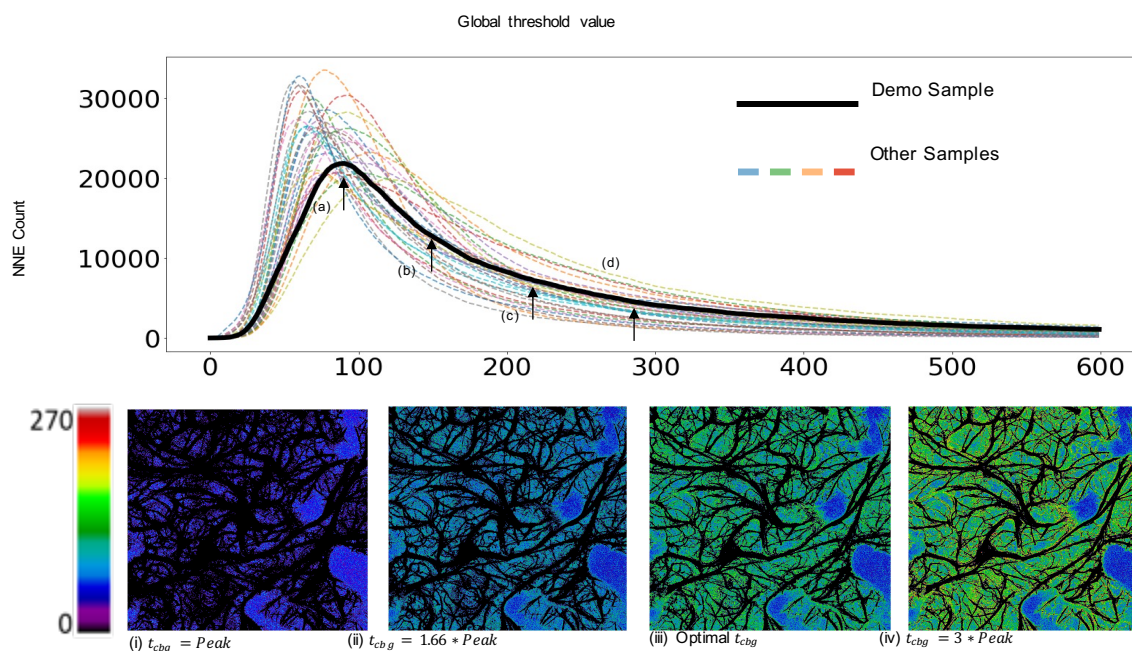 Global threshold value
NNE Count
30000
20000
10000
0
Demo Sample
Other Samples
(a)
(b)
(c)
(d)
0 100 200 300 400 500 600
270
0
(i) t_cbg = Peak
(ii) t_cbg = 1.66 * Peak
(iii) Optimal t_cbg
(iv) t_cbg = 3 * Peak